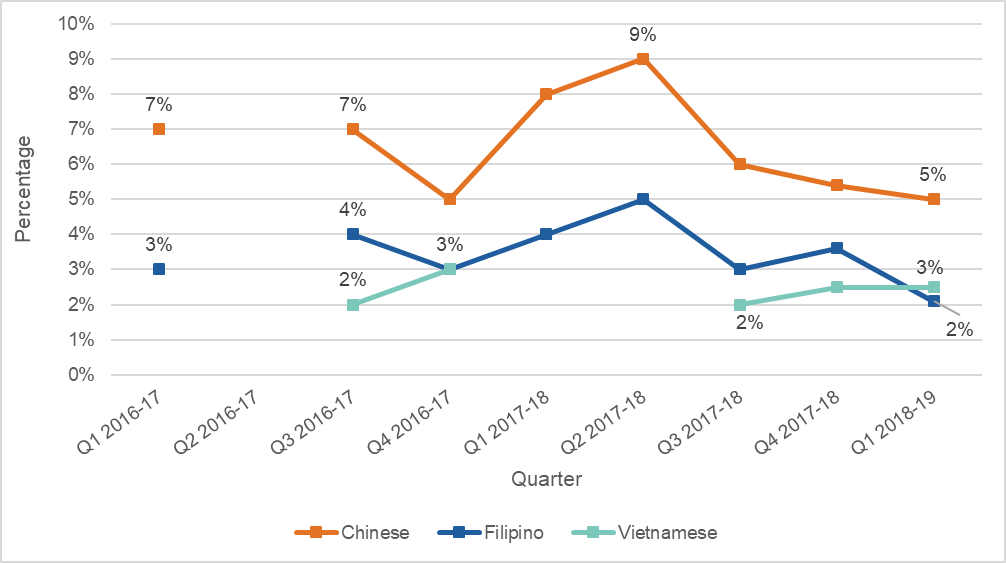 10%
9%
8%
7%
6%
5%
4%
3%
2%
1%
0%
Percentage
7%
3%
7%
4%
2%
3%
9%
2%
5%
3%
2%
Q1 2016-17
Q2 2016-17
Q3 2016-17
Q4 2016-17
Q1 2017-18
Q2 2017-18
Q3 2017-18
Q4 2017-18
Q1 2018-19
Quarter
Chinese Filipino Vietnamese